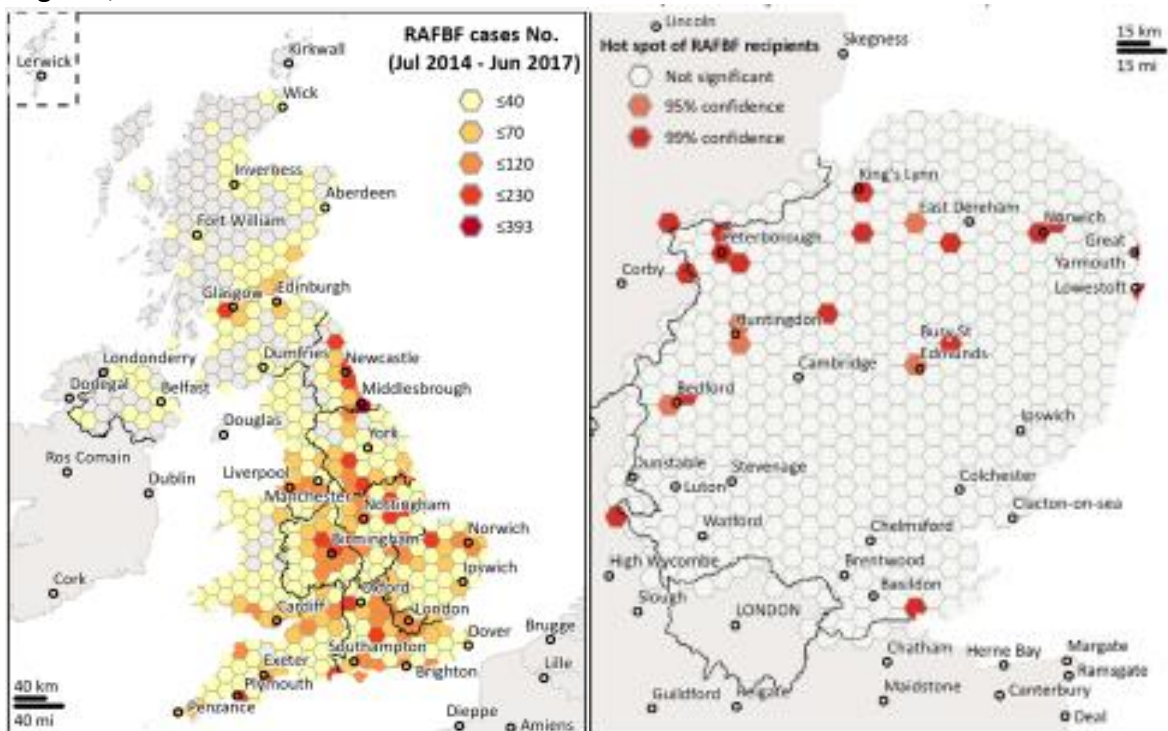 Lerwick
Kirkwall
Wick
Inverness
Aberdeen
Fort William
Glasgow
Edinburgh
Londonderry
Dumfries
Newcastle
Donegal
Belfast
Middlesbrough
Douglas
York
Ros Comain
Dublin
Liverpool
Manchester
Nottingham
Norwich
Birmingham
Ipswich
Cork
Oxford
Cardiff
London
Dover
Brugge
Southampton
Exeter
Brighton
Lille
Plymouth
Penzance
Dieppe
Amiens
40 km
40 mi
RAFBF cases No.
(Jul 2014 - Jun 2017)
≤40
≤70
≤120
≤230
≤393
Lincoln
Skegness
15 km
15 mi
Hot spot of RAFBF recipients
Not significant
95% confidence
99% confidence
King's Lynn
East Dereham
Norwich
Peterborough
Great
Yarmouth
Corby
Lowestoft
Huntingdon
Bury St
Edmunds
Cambridge
Bedford
Ipswich
Dunstable
Stevenage
Luton
Colchester
Clacton-on-sea
Watford
Chelmsford
High Wycombe
Brentwood
Basildon
Slough
LONDON
Chatham
Herne Bay
Margate
Ramsgate
Guildford
Reigate
Maidstone
Canterbury
Deal